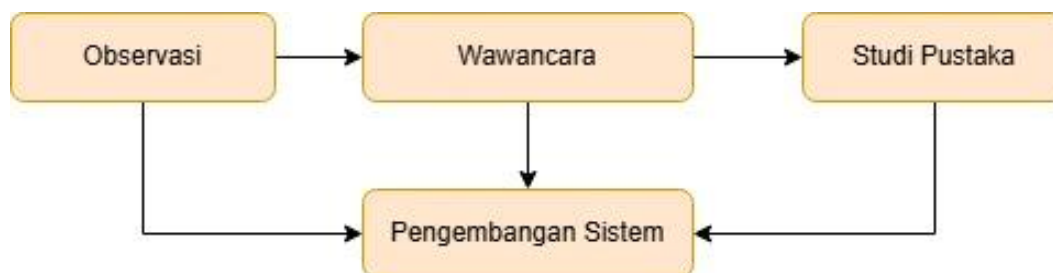 Observasi
Wawancara
Studi Pustaka
Pengembangan Sistem